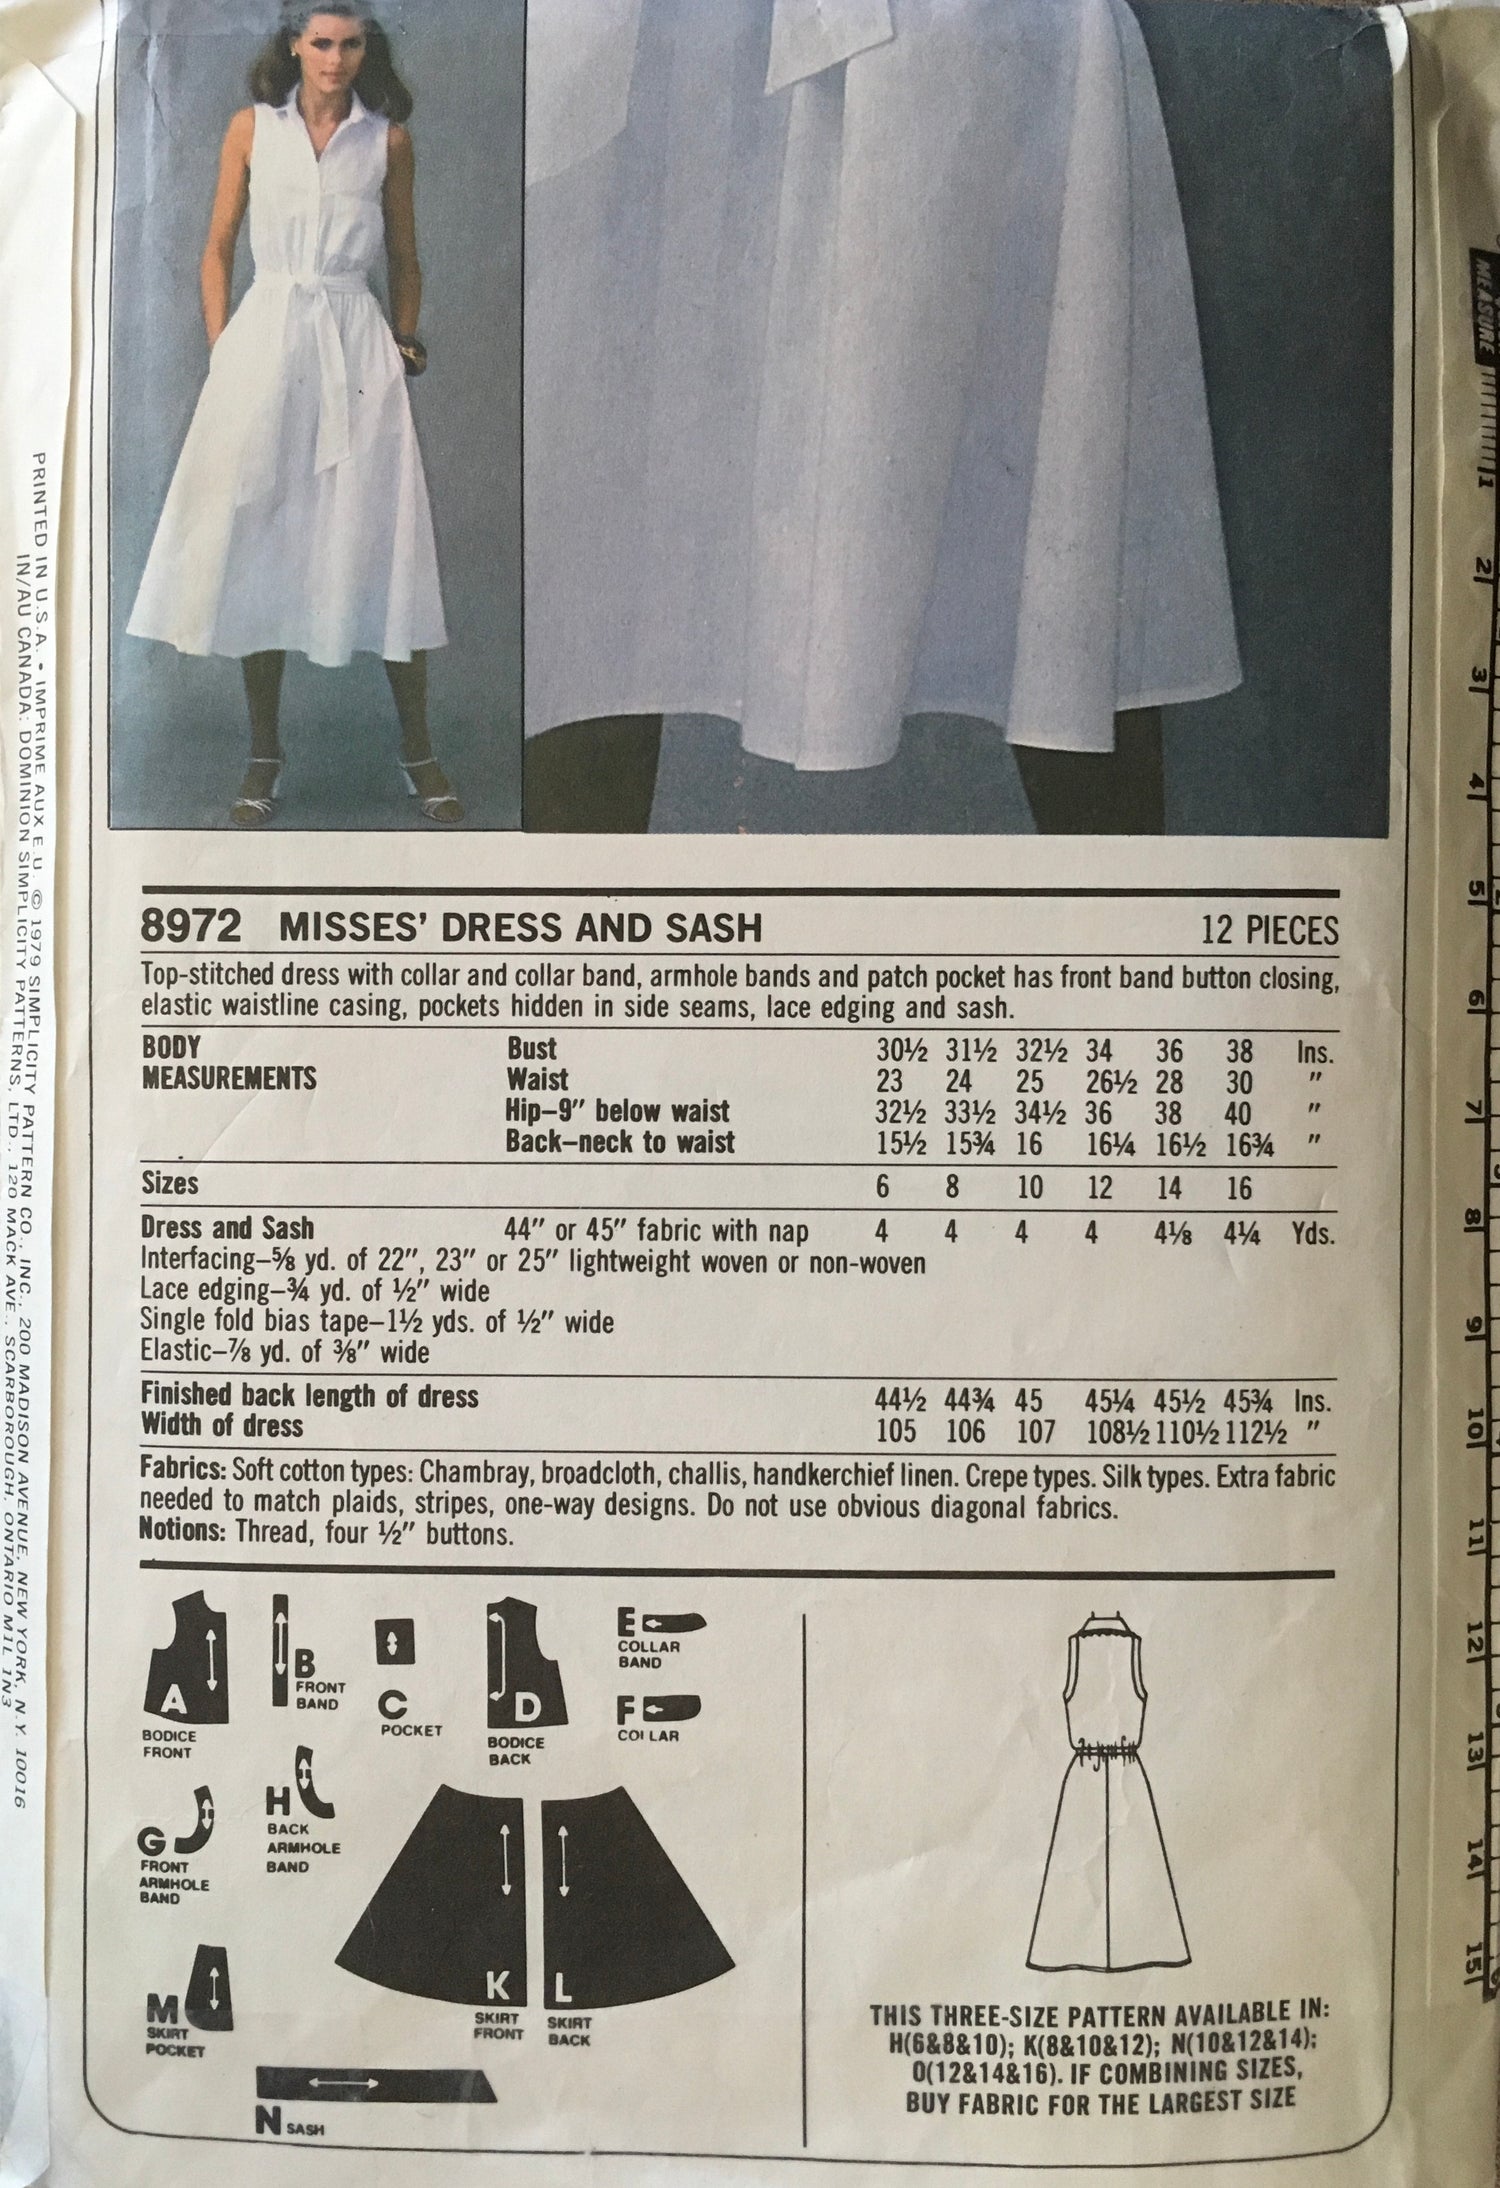 8972 MISSES' DRESS AND SASH 12 PIECES
Top-stitched dress with collar and collar band, armhole bands and patch pocket has front band button closing,
elastic waistline casing, pockets hidden in side seams, lace edging and sash.
BODY Bust 30½ 31½ 32½ 34 36 38 Ins.
MEASUREMENTS Waist 23 24 25 26½ 28 30 "
Hip–9" below waist 32½ 33½ 34½ 36 38 40 "
Back–neck to waist 15½ 15¾ 16 16¼ 16½ 16¾ "
Sizes 6 8 10 12 14 16
Dress and Sash 44" or 45" fabric with nap 4 4 4 4 4⅛ 4¼ Yds.
Interfacing–⅝ yd. of 22", 23" or 25" lightweight woven or non-woven
Lace edging–¾ yd. of ½" wide
Single fold bias tape–1½ yds. of ½" wide
Elastic–⅞ yd. of ⅜" wide
Finished back length of dress 44½ 44¾ 45 45¼ 45½ 45¾ Ins.
Width of dress 105 106 107 108½ 110½ 112½ "
Fabrics: Soft cotton types: Chambray, broadcloth, challis, handkerchief linen. Crepe types. Silk types. Extra fabric
needed to match plaids, stripes, one-way designs. Do not use obvious diagonal fabrics.
Notions: Thread, four ½" buttons.
A
BODICE
FRONT
B
FRONT
BAND
C
POCKET
D
BODICE
BACK
E
COLLAR
BAND
F
COLLAR
G
FRONT
ARMHOLE
BAND
H
BACK
ARMHOLE
BAND
K
SKIRT
FRONT
L
SKIRT
BACK
M
SKIRT
POCKET
N SASH
THIS THREE-SIZE PATTERN AVAILABLE IN:
H(6&8&10); K(8&10&12); N(10&12&14);
O(12&14&16). IF COMBINING SIZES,
BUY FABRIC FOR THE LARGEST SIZE
PRINTED IN U.S.A. • IMPRIME AUX E.U. © 1979 SIMPLICITY PATTERN CO., INC., 200 MADISON AVENUE, NEW YORK, N.Y. 10016
IN/AU CANADA: DOMINION SIMPLICITY PATTERNS, LTD., 120 MACK AVE., SCARBOROUGH, ONTARIO M1L 1N3
MEASURE
1
2
3
4
5
6
7
8
9
10
11
12
13
14
15